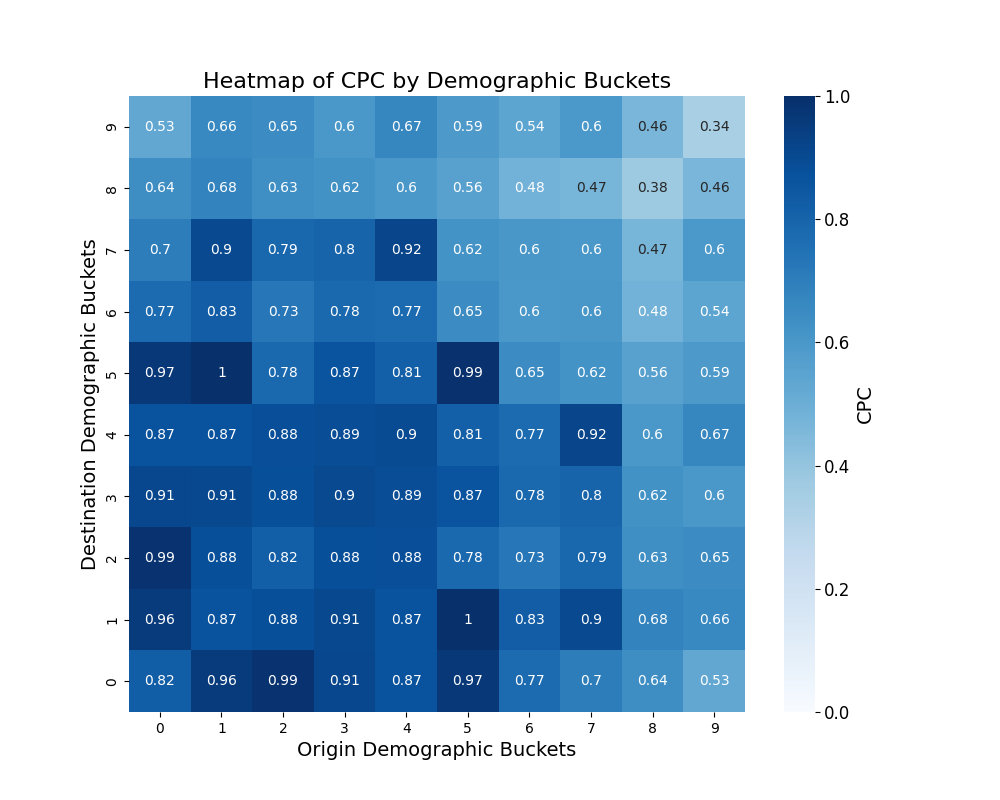 Heatmap of CPC by Demographic Buckets
Destination Demographic Buckets
9 0.53 0.66 0.65 0.6 0.67 0.59 0.54 0.6 0.46 0.34
8 0.64 0.68 0.63 0.62 0.6 0.56 0.48 0.47 0.38 0.46
7 0.7 0.9 0.79 0.8 0.92 0.62 0.6 0.6 0.47 0.6
6 0.77 0.83 0.73 0.78 0.77 0.65 0.6 0.6 0.48 0.54
5 0.97 1 0.78 0.87 0.81 0.99 0.65 0.62 0.56 0.59
4 0.87 0.87 0.88 0.89 0.9 0.81 0.77 0.92 0.6 0.67
3 0.91 0.91 0.88 0.9 0.89 0.87 0.78 0.8 0.62 0.6
2 0.99 0.88 0.82 0.88 0.88 0.78 0.73 0.79 0.63 0.65
1 0.96 0.87 0.88 0.91 0.87 1 0.83 0.9 0.68 0.66
0 0.82 0.96 0.99 0.91 0.87 0.97 0.77 0.7 0.64 0.53
0 1 2 3 4 5 6 7 8 9
Origin Demographic Buckets
1.0
0.8
0.6
0.4
0.2
0.0
CPC